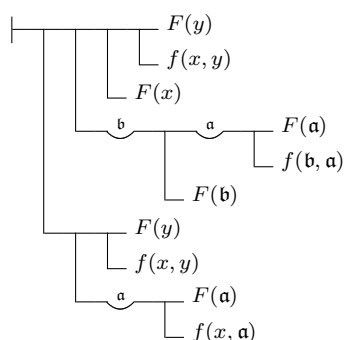 F(y)
f(x, y)
F(x)
𝔟 𝔞 F(𝔞)
f(𝔟, 𝔞)
F(𝔟)
F(y)
f(x, y)
𝔞 F(𝔞)
f(x, 𝔞)